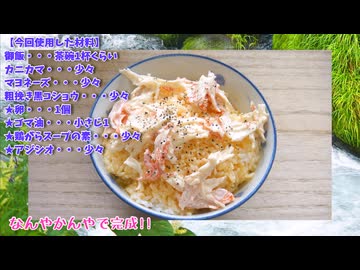 【今回使用した材料】
御飯・・・茶碗1杯くらい
カニカマ・・・少々
マヨネーズ・・・少々
粗挽き黒コショウ・・・少々
★卵・・・1個
★ゴマ油・・・小さじ1
★鶏がらスープの素・・・少々
★アジシオ・・・少々
なんやかんやで完成!!